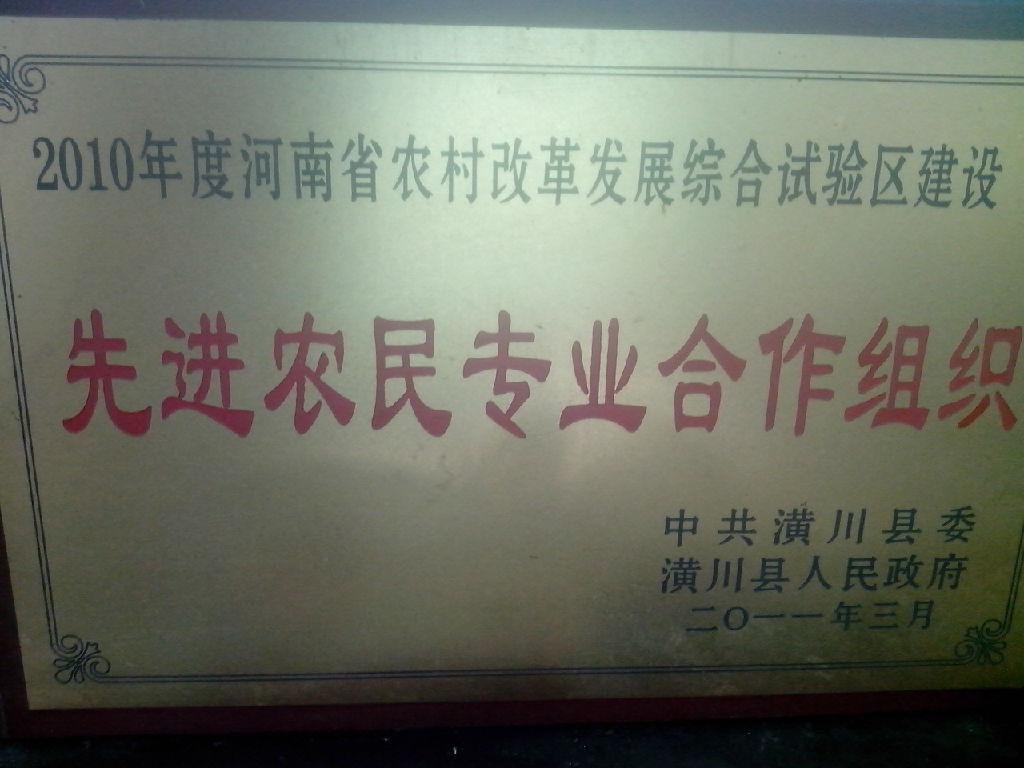 2010年度河南省农村改革发展综合试验区建设
先进农民专业合作组织
中共潢川县委
潢川县人民政府
二〇一一年三月